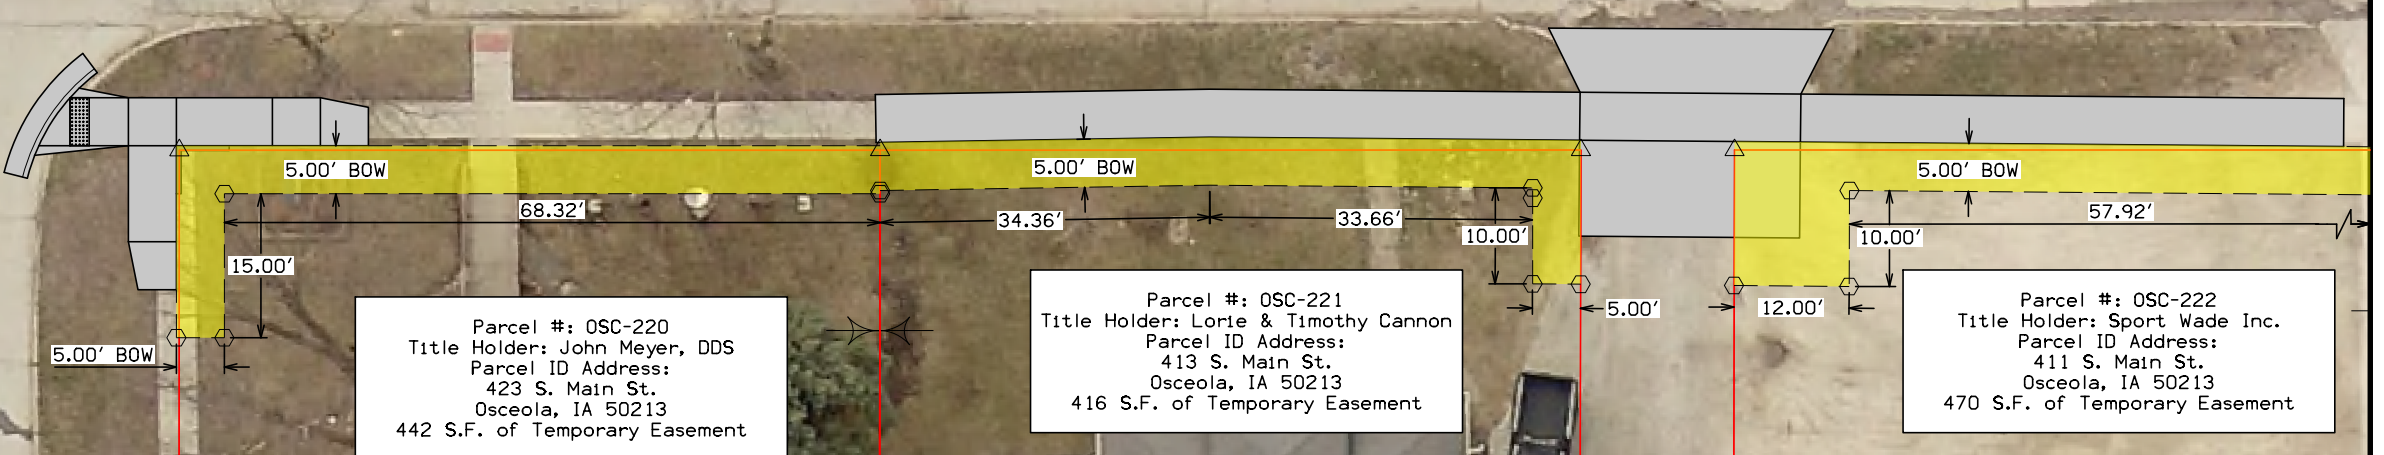 5.00' BOW
5.00' BOW
5.00' BOW
68.32'
34.36'
33.66'
57.92'
15.00'
10.00'
10.00'
5.00'
12.00'
5.00' BOW
Parcel #: OSC-220
Title Holder: John Meyer, DDS
Parcel ID Address:
423 S. Main St.
Osceola, IA 50213
442 S.F. of Temporary Easement
Parcel #: OSC-221
Title Holder: Lorie & Timothy Cannon
Parcel ID Address:
413 S. Main St.
Osceola, IA 50213
416 S.F. of Temporary Easement
Parcel #: OSC-222
Title Holder: Sport Wade Inc.
Parcel ID Address:
411 S. Main St.
Osceola, IA 50213
470 S.F. of Temporary Easement